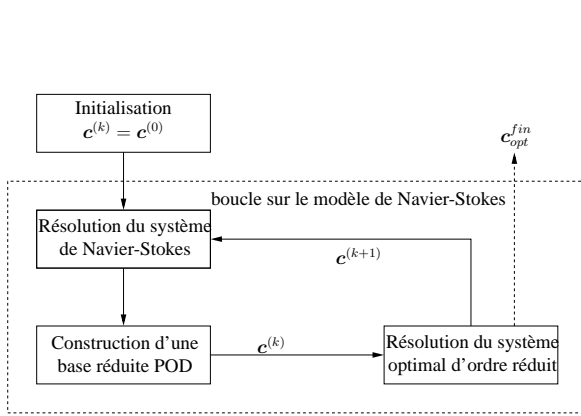 Initialisation
c^(k) = c^(0)
c_opt^fin
boucle sur le modèle de Navier-Stokes
Résolution du système
de Navier-Stokes
c^(k+1)
Construction d'une
base réduite POD
c^(k)
Résolution du système
optimal d'ordre réduit